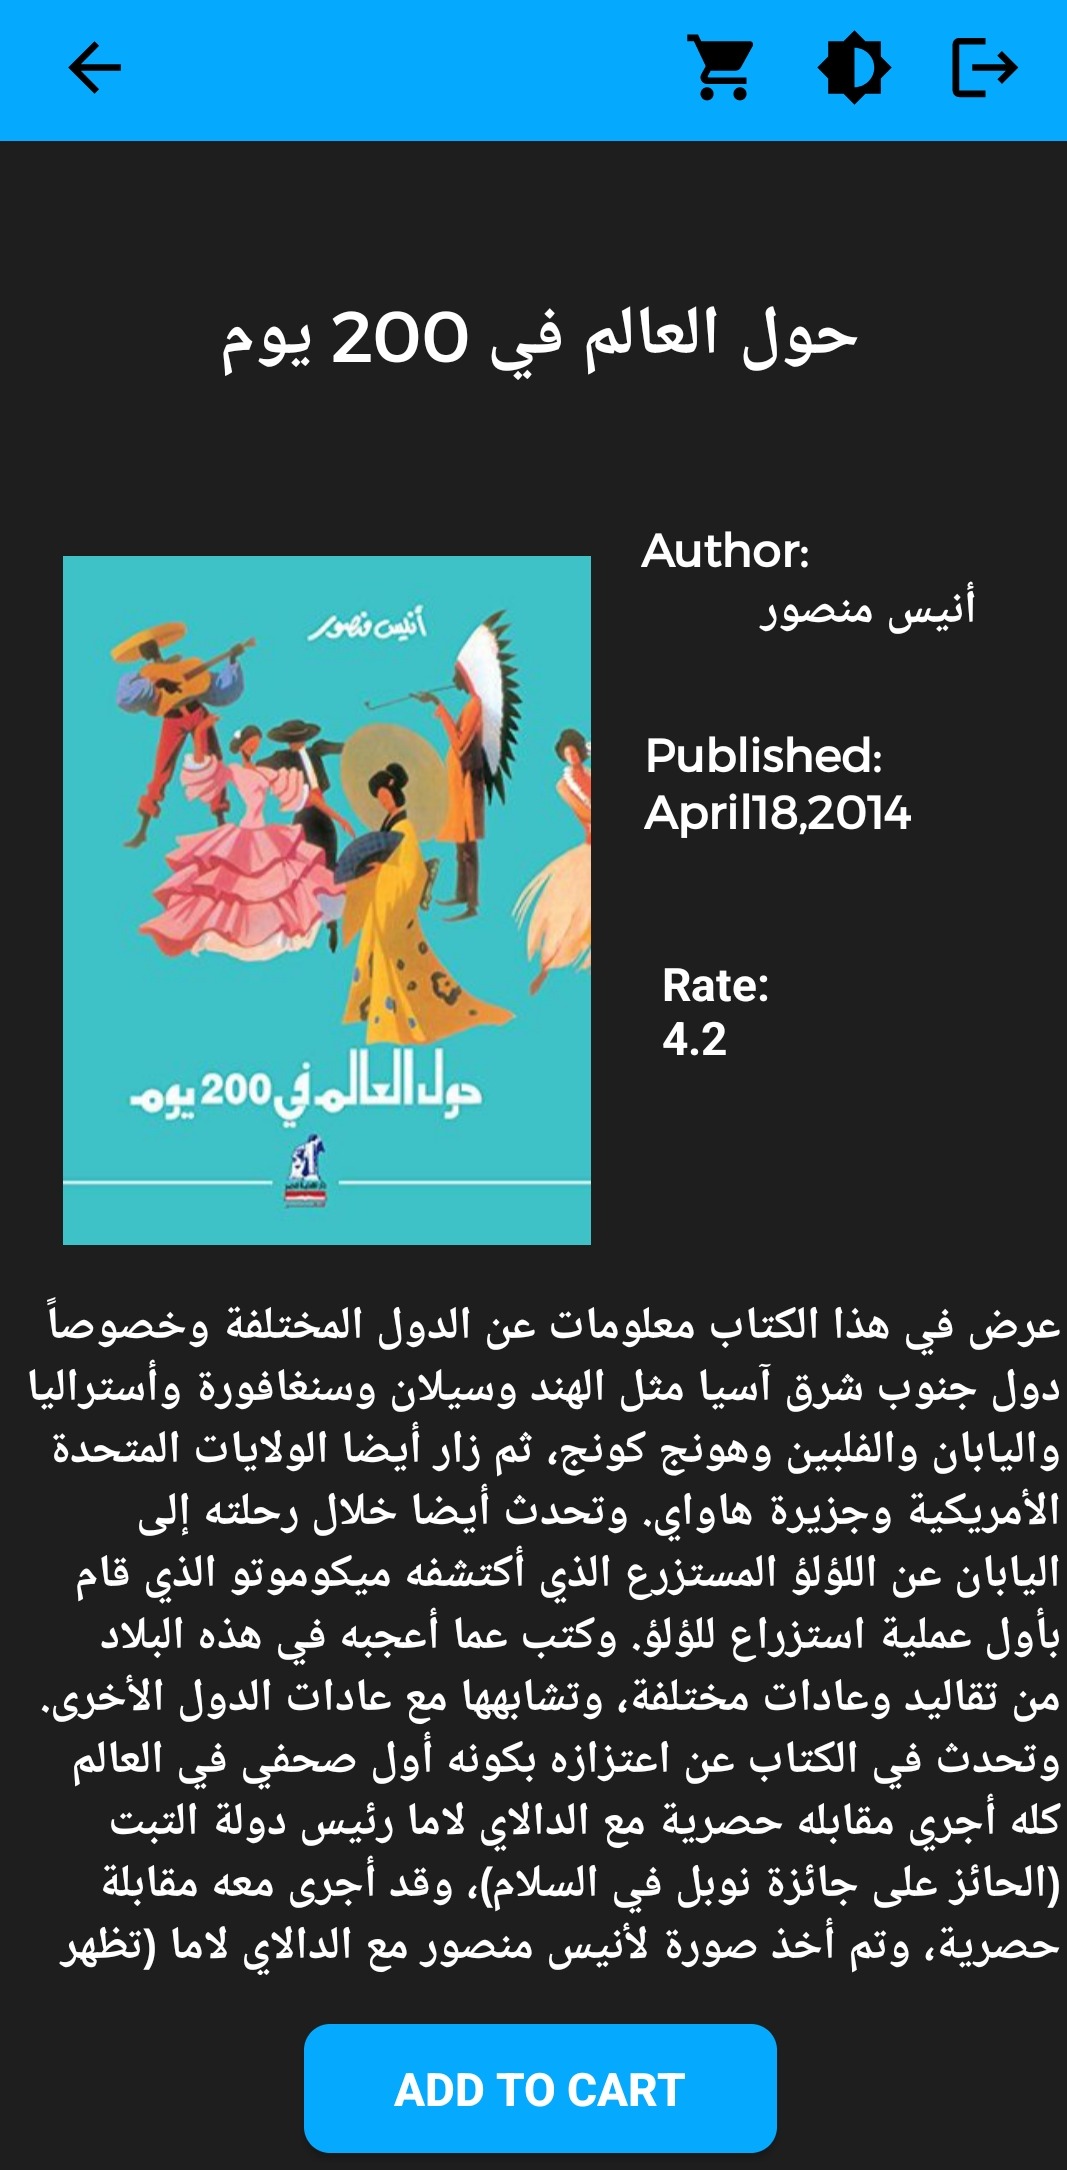 حول العالم في 200 يوم
Author:
أنيس منصور
Published:
April18,2014
Rate:
4.2
أنيس منصور
حول العالم في 200 يوم
عرض في هذا الكتاب معلومات عن الدول المختلفة وخصوصاً
دول جنوب شرق آسيا مثل الهند وسيلان وسنغافورة وأستراليا
واليابان والفلبين وهونج كونج، ثم زار أيضا الولايات المتحدة
الأمريكية وجزيرة هاواي. وتحدث أيضا خلال رحلته إلى
اليابان عن اللؤلؤ المستزرع الذي أكتشفه ميكوموتو الذي قام
بأول عملية استزراع للؤلؤ. وكتب عما أعجبه في هذه البلاد
من تقاليد وعادات مختلفة، وتشابهها مع عادات الدول الأخرى.
وتحدث في الكتاب عن اعتزازه بكونه أول صحفي في العالم
كله أجري مقابله حصرية مع الدالاي لاما رئيس دولة التبت
(الحائز على جائزة نوبل في السلام)، وقد أجرى معه مقابلة
حصرية، وتم أخذ صورة لأنيس منصور مع الدالاي لاما (تظهر
ADD TO CART